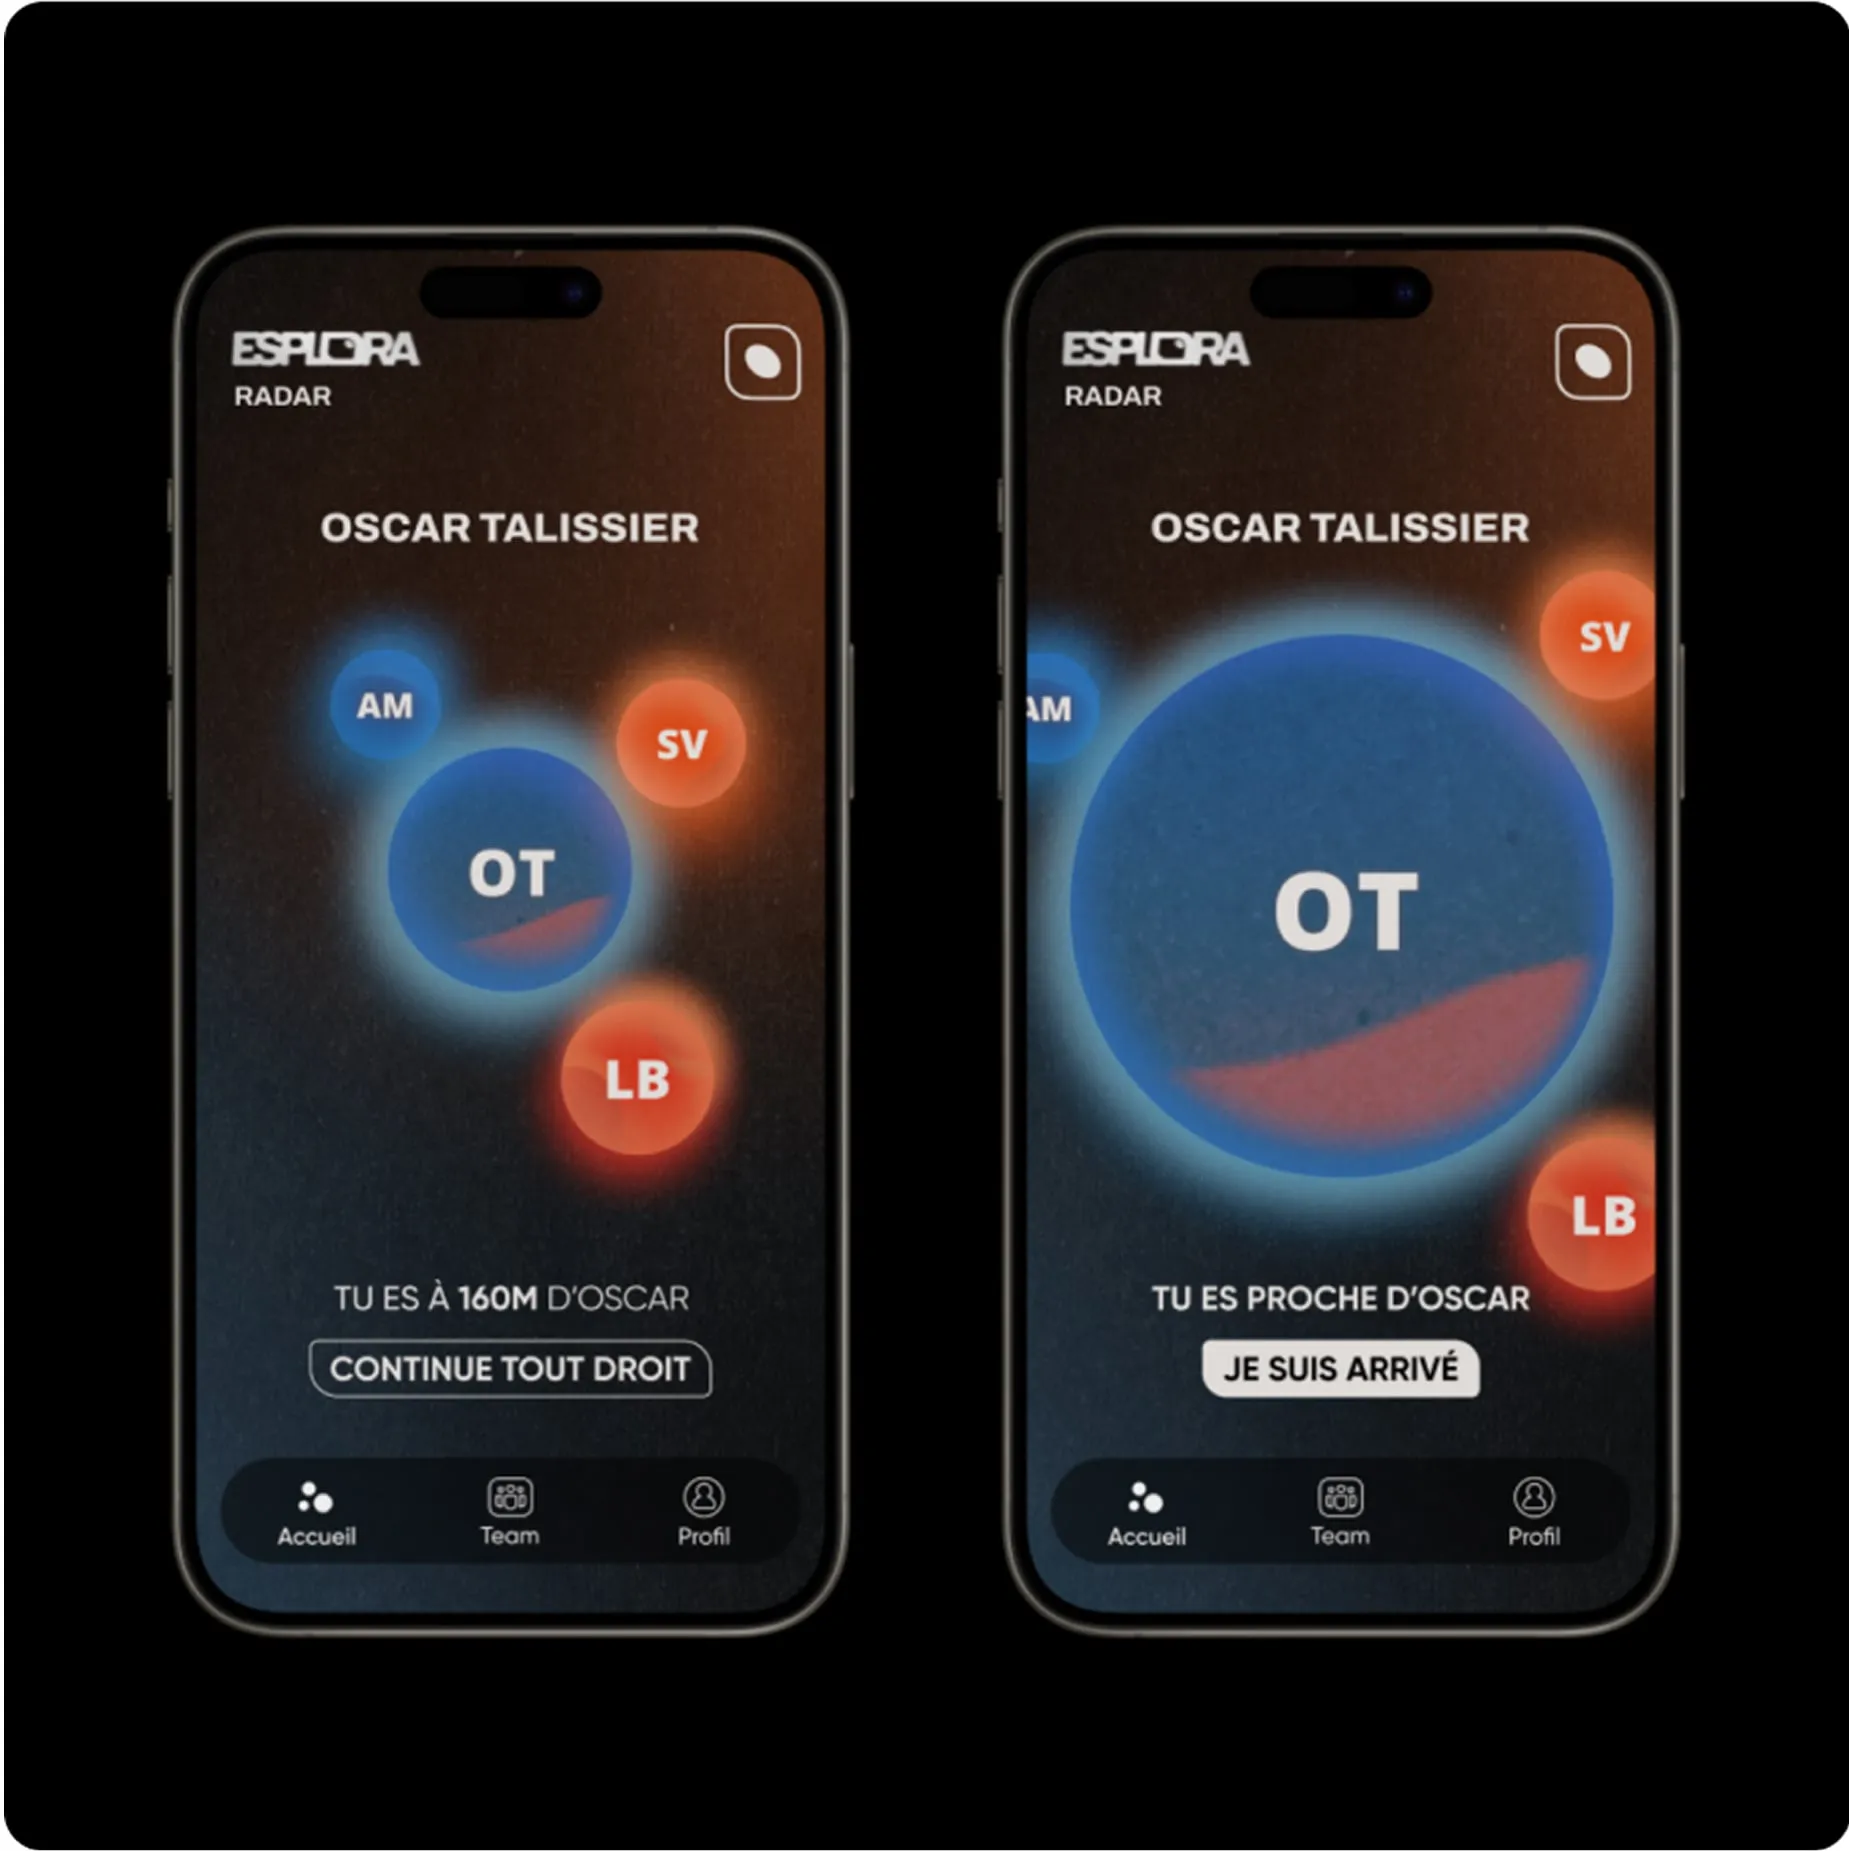 ESPLORA
RADAR
OSCAR TALISSIER
AM
SV
OT
LB
TU ES À 160M D'OSCAR
CONTINUE TOUT DROIT
Accueil
Team
Profil
ESPLORA
RADAR
OSCAR TALISSIER
SV
AM
OT
LB
TU ES PROCHE D'OSCAR
JE SUIS ARRIVÉ
Accueil
Team
Profil